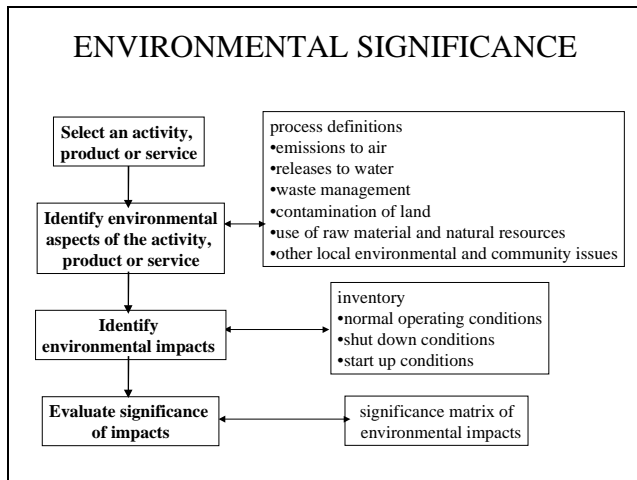 ENVIRONMENTAL SIGNIFICANCE
Select an activity,
product or service
process definitions
•emissions to air
•releases to water
•waste management
•contamination of land
•use of raw material and natural resources
•other local environmental and community issues
Identify environmental
aspects of the activity,
product or service
Identify
environmental impacts
inventory
•normal operating conditions
•shut down conditions
•start up conditions
Evaluate significance
of impacts
significance matrix of
environmental impacts